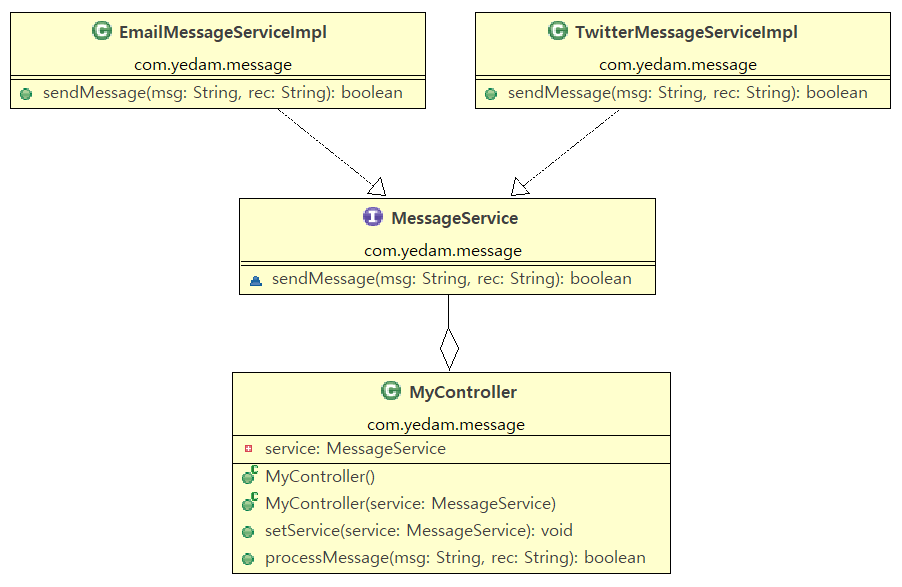 EmailMessageServiceImpl
com.yedam.message
sendMessage(msg: String, rec: String): boolean
TwitterMessageServiceImpl
com.yedam.message
sendMessage(msg: String, rec: String): boolean
MessageService
com.yedam.message
sendMessage(msg: String, rec: String): boolean
MyController
com.yedam.message
service: MessageService
MyController()
MyController(service: MessageService)
setService(service: MessageService): void
processMessage(msg: String, rec: String): boolean